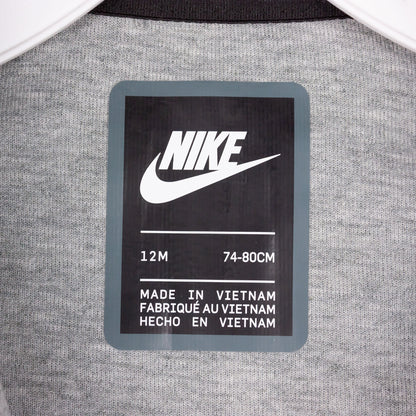 NIKE
12M 74-80CM
MADE IN VIETNAM
FABRIQUÉ AU VIETNAM
HECHO EN VIETNAM